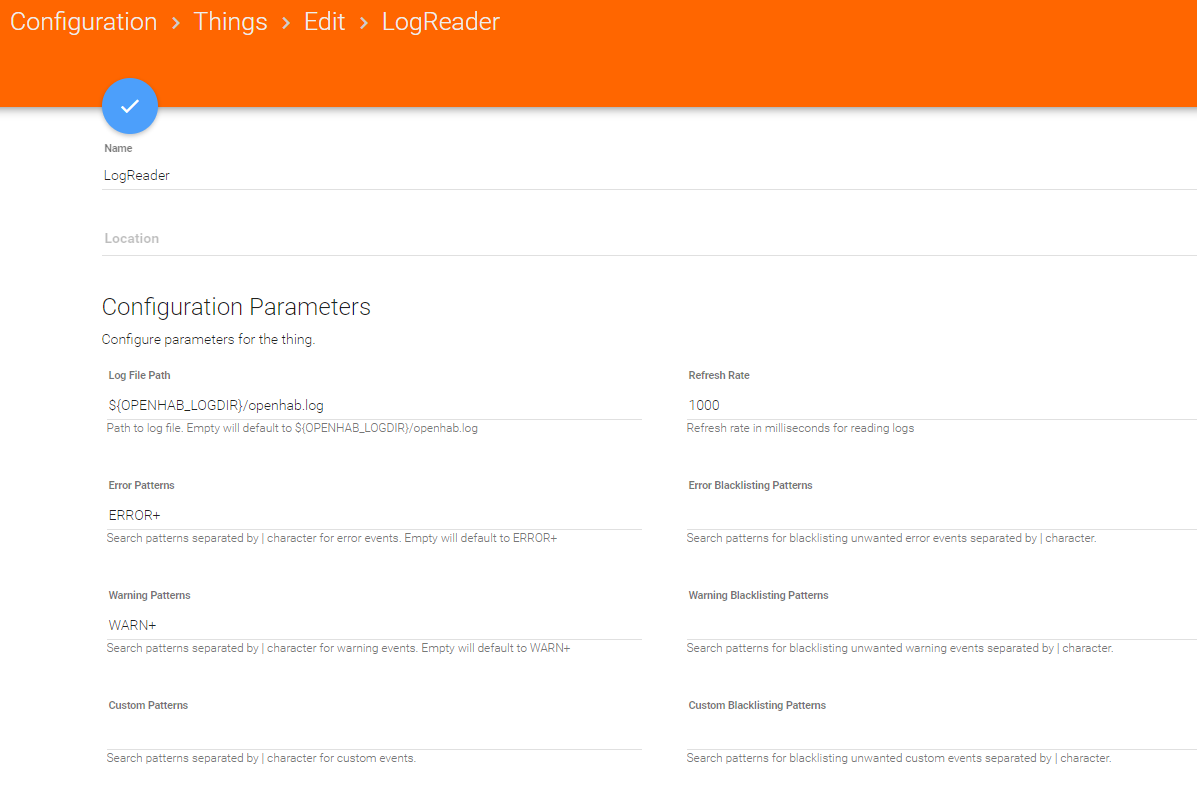 Configuration > Things > Edit > LogReader
Name
LogReader
Location
Configuration Parameters
Configure parameters for the thing.
Log File Path
${OPENHAB_LOGDIR}/openhab.log
Path to log file. Empty will default to ${OPENHAB_LOGDIR}/openhab.log
Refresh Rate
1000
Refresh rate in milliseconds for reading logs
Error Patterns
ERROR+
Search patterns separated by | character for error events. Empty will default to ERROR+
Error Blacklisting Patterns
Search patterns for blacklisting unwanted error events separated by | character.
Warning Patterns
WARN+
Search patterns separated by | character for warning events. Empty will default to WARN+
Warning Blacklisting Patterns
Search patterns for blacklisting unwanted warning events separated by | character.
Custom Patterns
Search patterns separated by | character for custom events.
Custom Blacklisting Patterns
Search patterns for blacklisting unwanted custom events separated by | character.